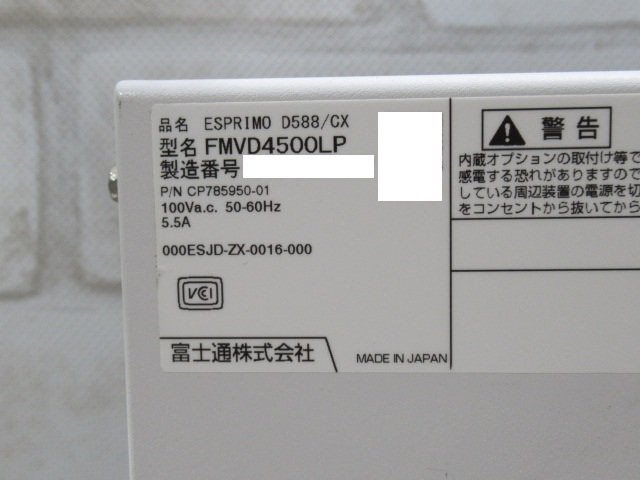 品名 ESPRIMO D588/CX
型名 FMVD4500LP
製造番号
P/N CP785950-01
100Va.c. 50-60Hz
5.5A
000ESJD-ZX-0016-000
VCI
富士通株式会社
MADE IN JAPAN
警告
内蔵オプションの取付け等で
感電する恐れがありますので
している周辺装置の電源を切
をコンセントから抜いてから